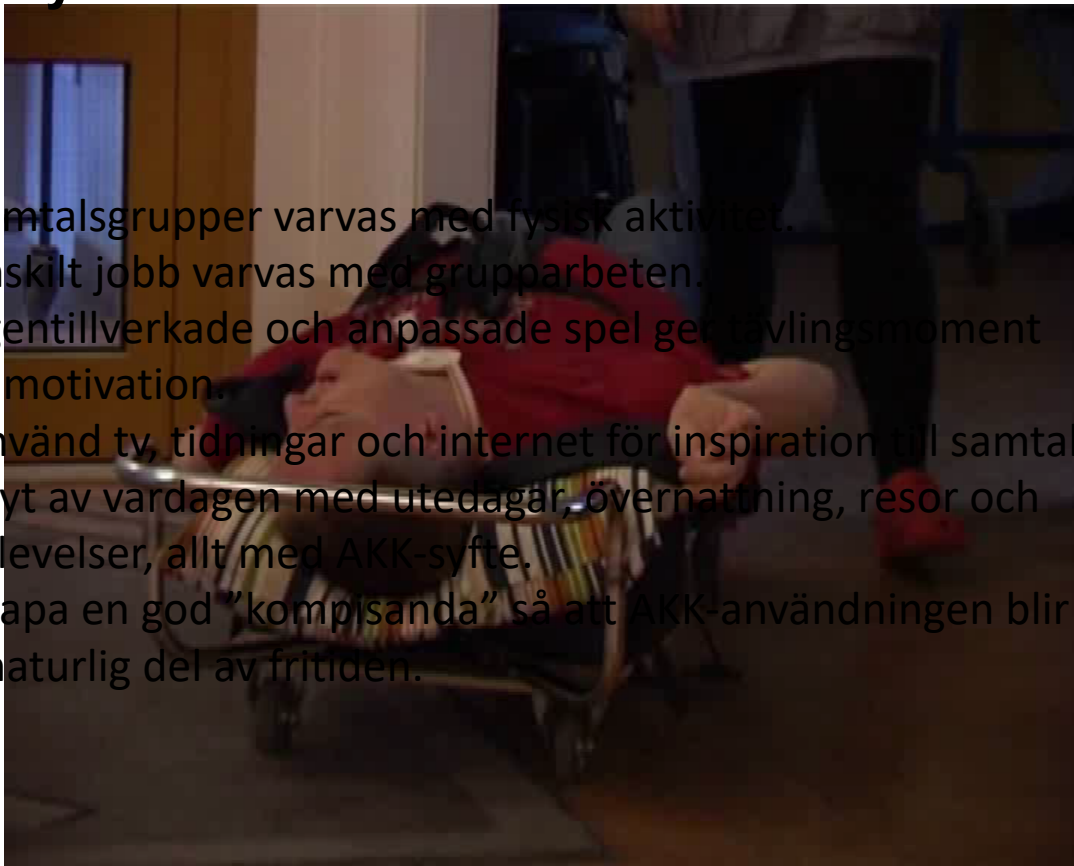 mtalsgrupper varvas med fysisk aktivitet.
skilt jobb varvas med grupparbeten.
gentillverkade och anpassade spel ger tävlingsmoment
motivation.
nvänd tv, tidningar och internet för inspiration till samtal
yt av vardagen med utedagar, övernattning, resor och
levelser, allt med AKK-syfte.
apa en god ”kompisanda” så att AKK-användningen blir
naturlig del av fritiden.